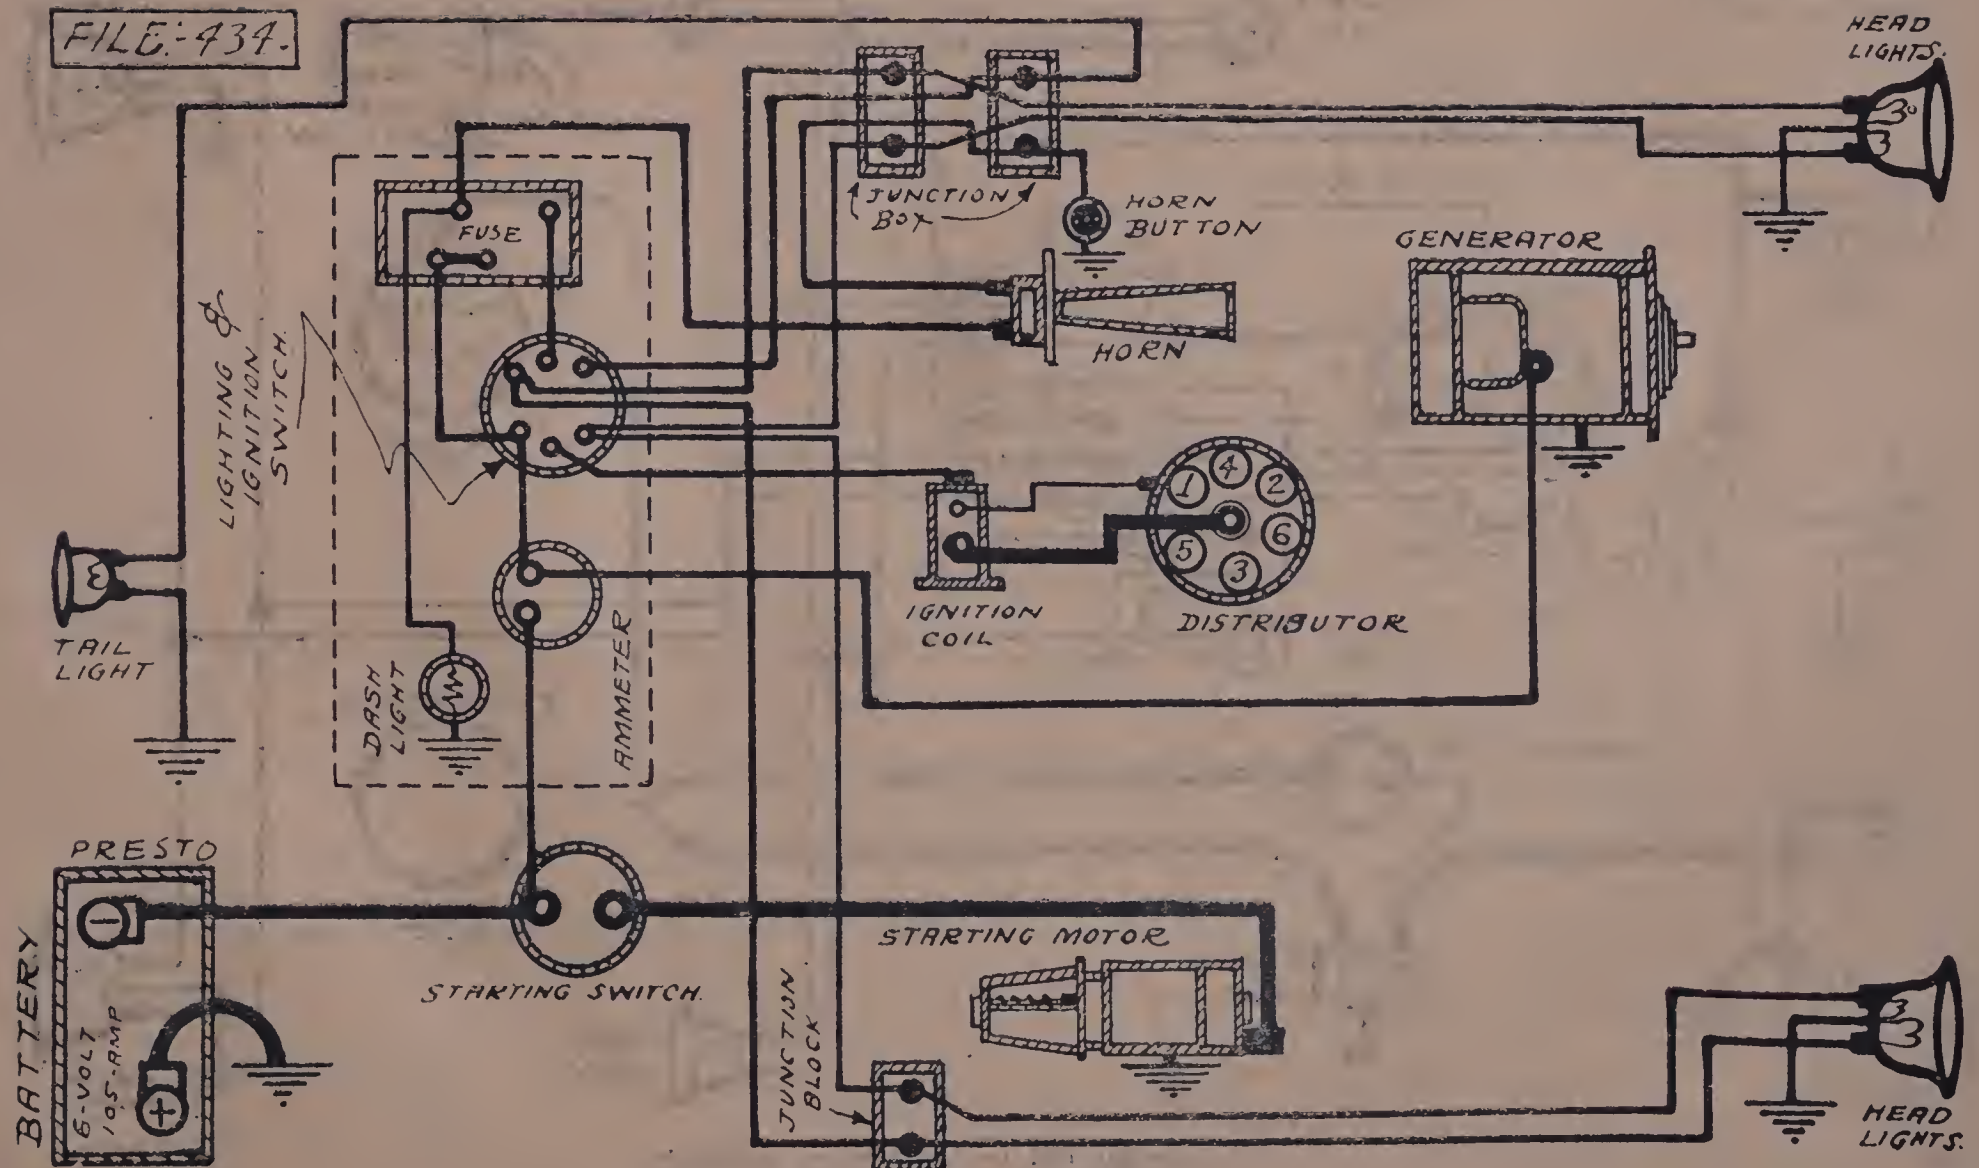 FILE.-434.
HEAD
LIGHTS.
JUNCTION
BOX
HORN
BUTTON
FUSE
GENERATOR
LIGHTING &
IGNITION
SWITCH.
HORN
1
4
2
5
6
3
IGNITION
COIL
DISTRIBUTOR
TAIL
LIGHT
DASH
LIGHT
AMMETER
PRESTO
BATTERY
6-VOLT
105-AMP
−
+
STARTING SWITCH.
STARTING MOTOR
JUNCTION
BLOCK
HEAD
LIGHTS.